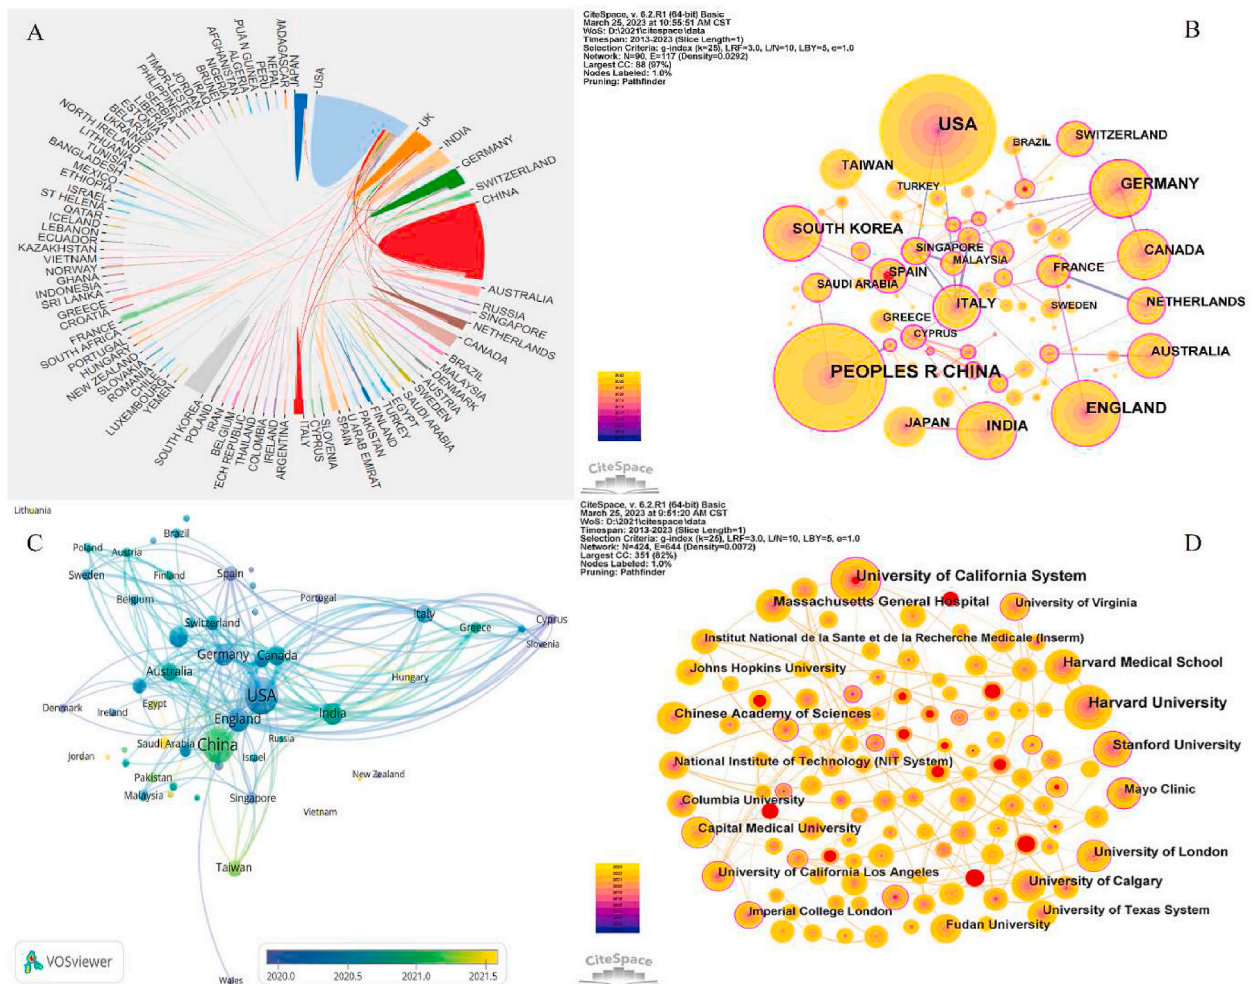 A
JAPAN
USA
UK
INDIA
GERMANY
SWITZERLAND
CHINA
AUSTRALIA
RUSSIA
SINGAPORE
NETHERLANDS
CANADA
BRAZIL
MALAYSIA
DENMARK
AUSTRIA
SWEDEN
SAUDI ARABIA
EGYPT
TURKEY
FINLAND
PAKISTAN
J ARAB EMIRAT
SPAIN
SLOVENIA
CYPRUS
ITALY
ARGENTINA
IRELAND
COLOMBIA
THAILAND
TECH REPUBLIC
BELGIUM
IRAN
POLAND
SOUTH KOREA
YEMEN
LUXEMBOURG
CHILE
ROMANIA
SLOVAKIA
NEW ZEALAND
HUNGARY
PORTUGAL
SOUTH AFRICA
FRANCE
CROATIA
GREECE
SRI LANKA
INDONESIA
GHANA
NORWAY
VIETNAM
KAZAKHSTAN
ECUADOR
LEBANON
ICELAND
QATAR
ST HELENA
ISRAEL
ETHIOPIA
MEXICO
BANGLADESH
TUNISIA
LITHUANIA
NORTH IRELAND
UKRAINE
BELARUS
ESTONIA
LIBERIA
SERBIA
PHILIPPINES
TIMOR-LESTE
JORDAN
IRAQ
BRUNEI
NIGERIA
AFGHANISTAN
ALGERIA
PUA N GUINEA
PERU
NEPAL
MADAGASCAR
CiteSpace, v. 6.2.R1 (64-bit) Basic
March 25, 2023 at 10:55:51 AM CST
WoS: D:\2021\citespace\data
Timespan: 2013-2023 (Slice Length=1)
Selection Criteria: g-index (k=25), LRF=3.0, L/N=10, LBY=5, e=1.0
Network: N=90, E=117 (Density=0.0292)
Largest CC: 88 (97%)
Nodes Labeled: 1.0%
Pruning: Pathfinder
B
USA
BRAZIL
SWITZERLAND
TAIWAN
TURKEY
GERMANY
SOUTH KOREA
SINGAPORE
MALAYSIA
CANADA
SPAIN
FRANCE
SAUDI ARABIA
ITALY
SWEDEN
NETHERLANDS
GREECE
CYPRUS
AUSTRALIA
PEOPLES R CHINA
ENGLAND
JAPAN
INDIA
CiteSpace
C
Lithuania
Brazil
Poland
Austria
Sweden
Finland
Spain
Belgium
Portugal
Switzerland
Italy
Greece
Cyprus
Slovenia
Germany
Canada
Australia
Hungary
USA
Denmark
Ireland
Egypt
England
India
Saudi Arabia
China
Russia
Jordan
Israel
Pakistan
New Zealand
Malaysia
Singapore
Vietnam
Taiwan
Wales
VOSviewer
2020.0 2020.5 2021.0 2021.5
CiteSpace, v. 6.2.R1 (64-bit) Basic
March 25, 2023 at 9:51:20 AM CST
WoS: D:\2021\citespace\data
Timespan: 2013-2023 (Slice Length=1)
Selection Criteria: g-index (k=25), LRF=3.0, L/N=10, LBY=5, e=1.0
Network: N=424, E=644 (Density=0.0072)
Largest CC: 351 (82%)
Nodes Labeled: 1.0%
Pruning: Pathfinder
D
University of California System
Massachusetts General Hospital
University of Virginia
Institut National de la Sante et de la Recherche Medicale (Inserm)
Johns Hopkins University
Harvard Medical School
Harvard University
Chinese Academy of Sciences
Stanford University
National Institute of Technology (NIT System)
Mayo Clinic
Columbia University
Capital Medical University
University of London
University of California Los Angeles
University of Calgary
Imperial College London
University of Texas System
Fudan University
CiteSpace